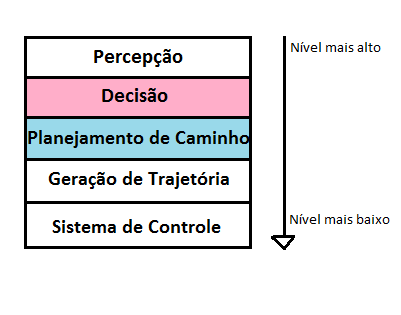 Percepção
Nível mais alto
Decisão
Planejamento de Caminho
Geração de Trajetória
Sistema de Controle
Nível mais baixo